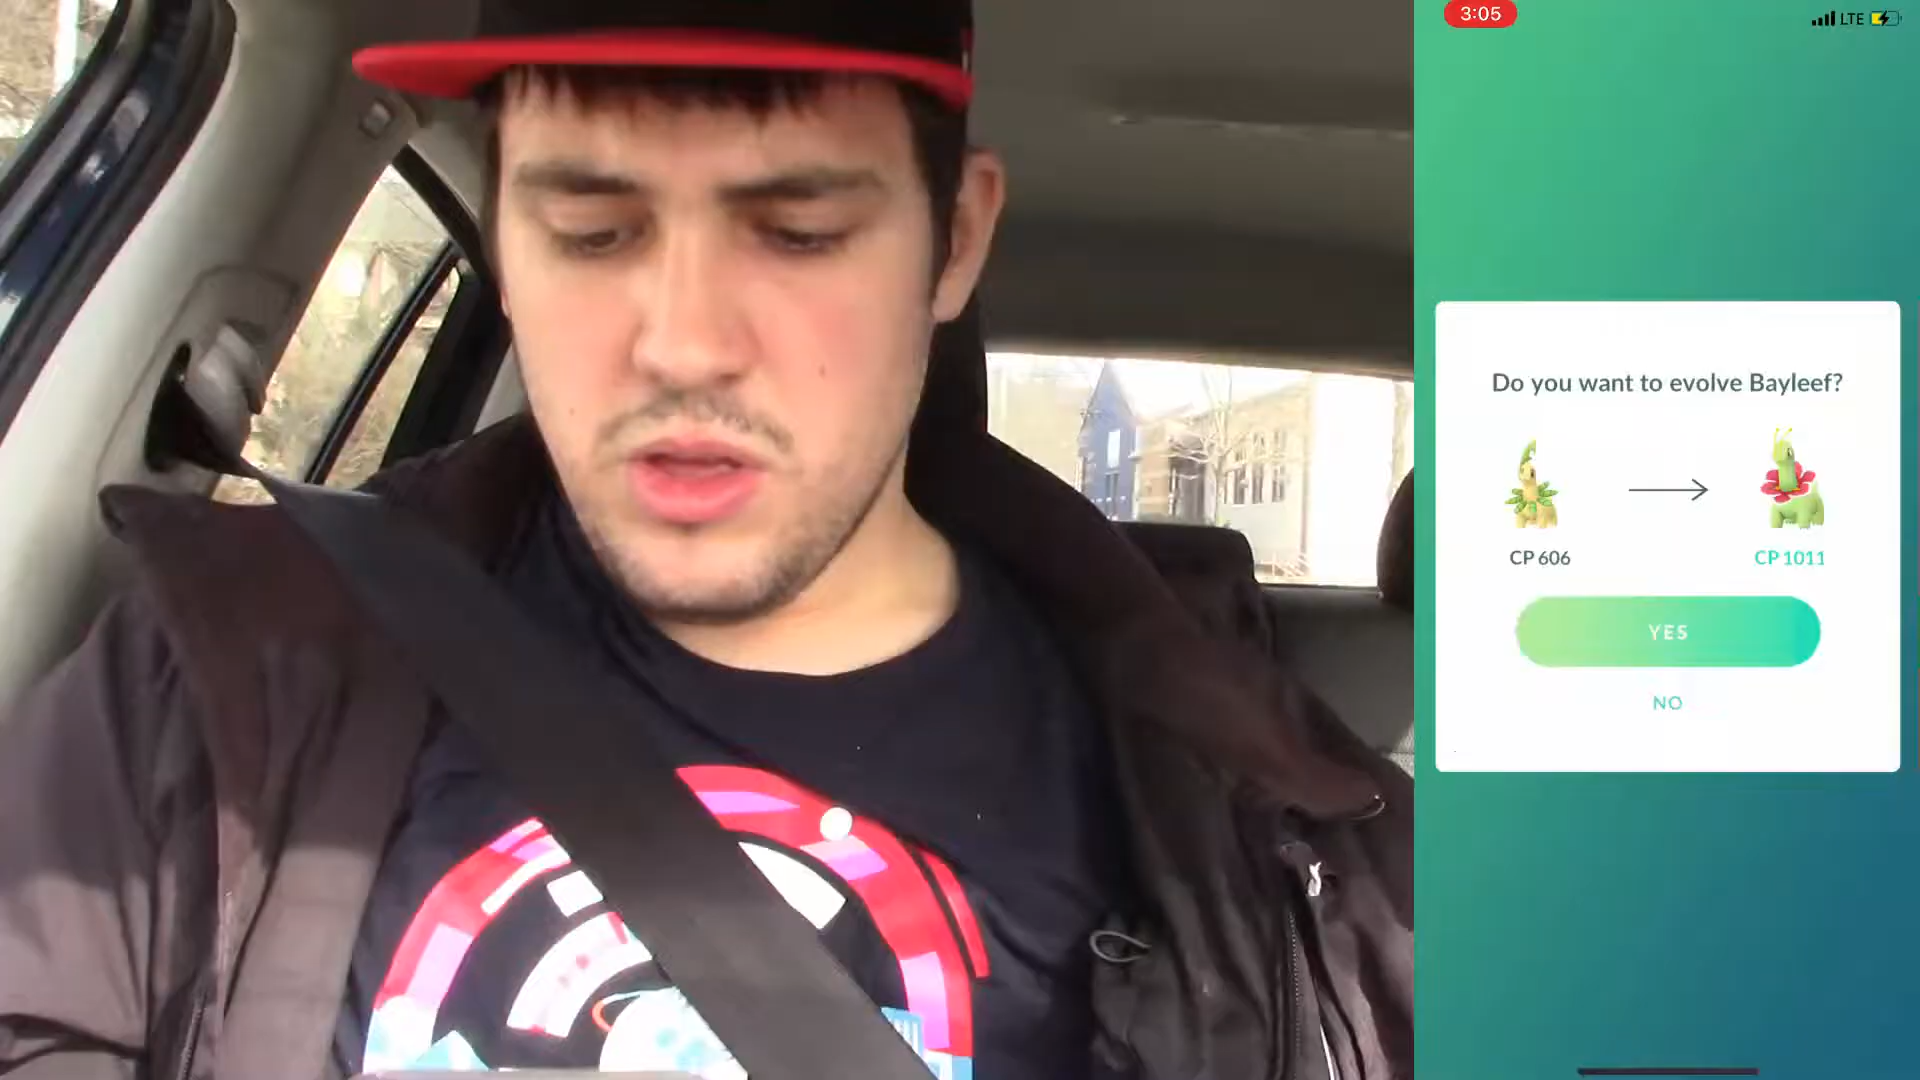 3:05
LTE
Do you want to evolve Bayleef?
CP 606
CP 1011
YES
NO